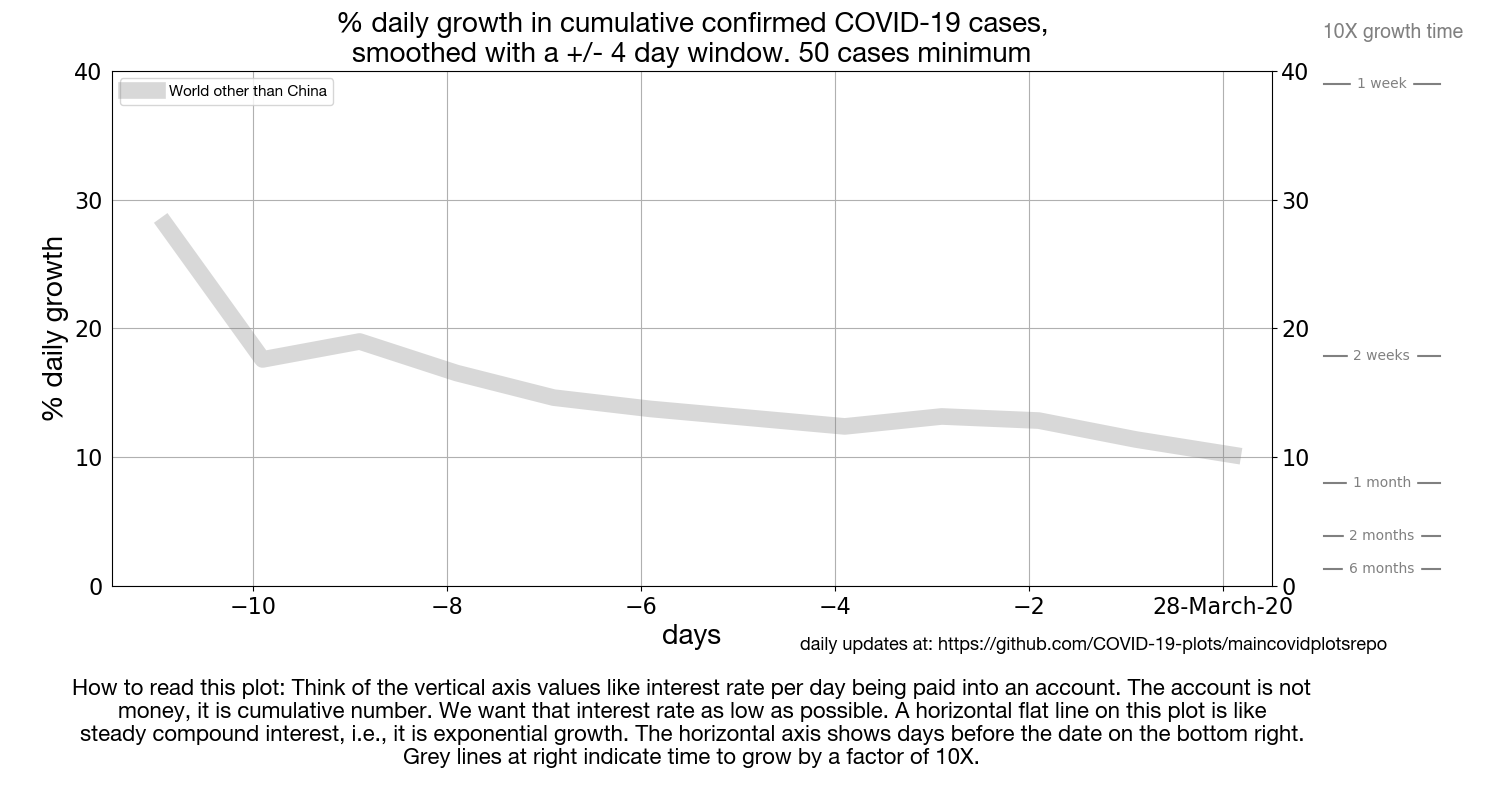 % daily growth in cumulative confirmed COVID-19 cases,
smoothed with a +/- 4 day window. 50 cases minimum
10X growth time
World other than China
40
30
20
10
0
% daily growth
40
30
20
10
0
1 week
2 weeks
1 month
2 months
6 months
−10
−8
−6
−4
−2
28-March-20
days
daily updates at: https://github.com/COVID-19-plots/maincovidplotsrepo
How to read this plot: Think of the vertical axis values like interest rate per day being paid into an account. The account is not
money, it is cumulative number. We want that interest rate as low as possible. A horizontal flat line on this plot is like
steady compound interest, i.e., it is exponential growth. The horizontal axis shows days before the date on the bottom right.
Grey lines at right indicate time to grow by a factor of 10X.